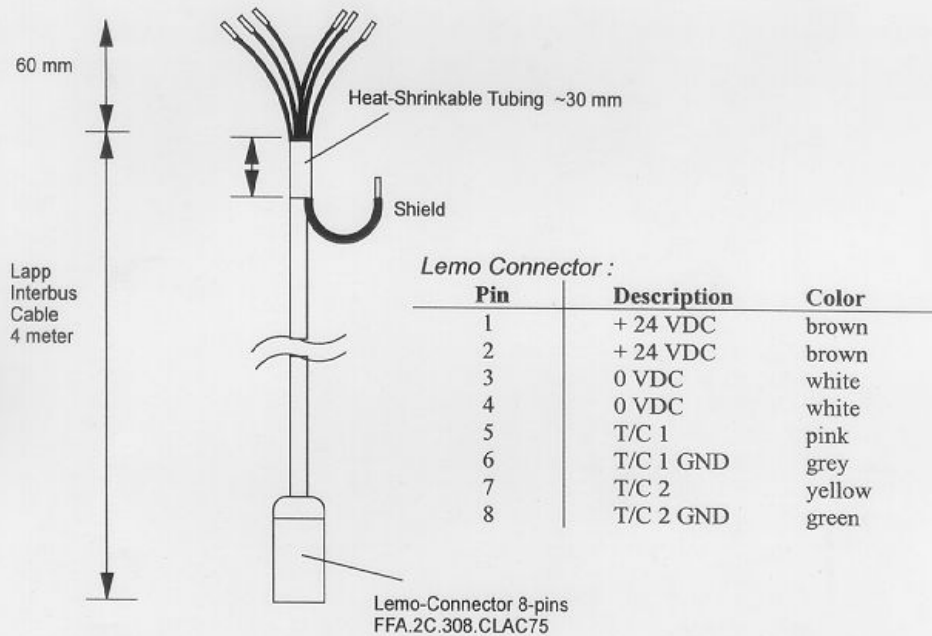 60 mm
Heat-Shrinkable Tubing ~30 mm
Shield
Lapp
Interbus
Cable
4 meter
Lemo Connector :
Pin Description Color
1 + 24 VDC brown
2 + 24 VDC brown
3 0 VDC white
4 0 VDC white
5 T/C 1 pink
6 T/C 1 GND grey
7 T/C 2 yellow
8 T/C 2 GND green
Lemo-Connector 8-pins
FFA.2C.308.CLAC75